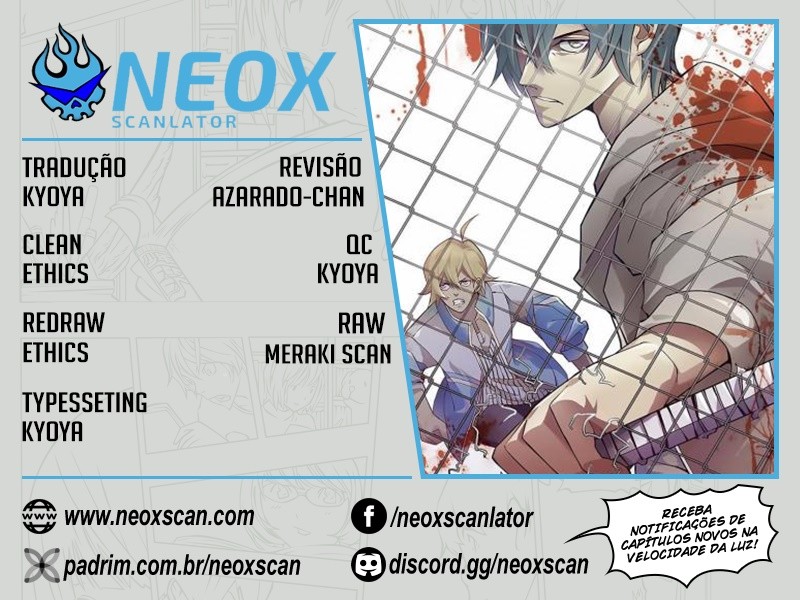 NEOX
SCANLATOR
TRADUÇÃO
KYOYA
REVISÃO
AZARADO-CHAN
CLEAN
ETHICS
QC
KYOYA
REDRAW
ETHICS
RAW
MERAKI SCAN
TYPESSETING
KYOYA
www www.neoxscan.com
f /neoxscanlator
padrim.com.br/neoxscan
discord.gg/neoxscan
RECEBA
NOTIFICAÇÕES DE
CAPÍTULOS NOVOS NA
VELOCIDADE DA LUZ!